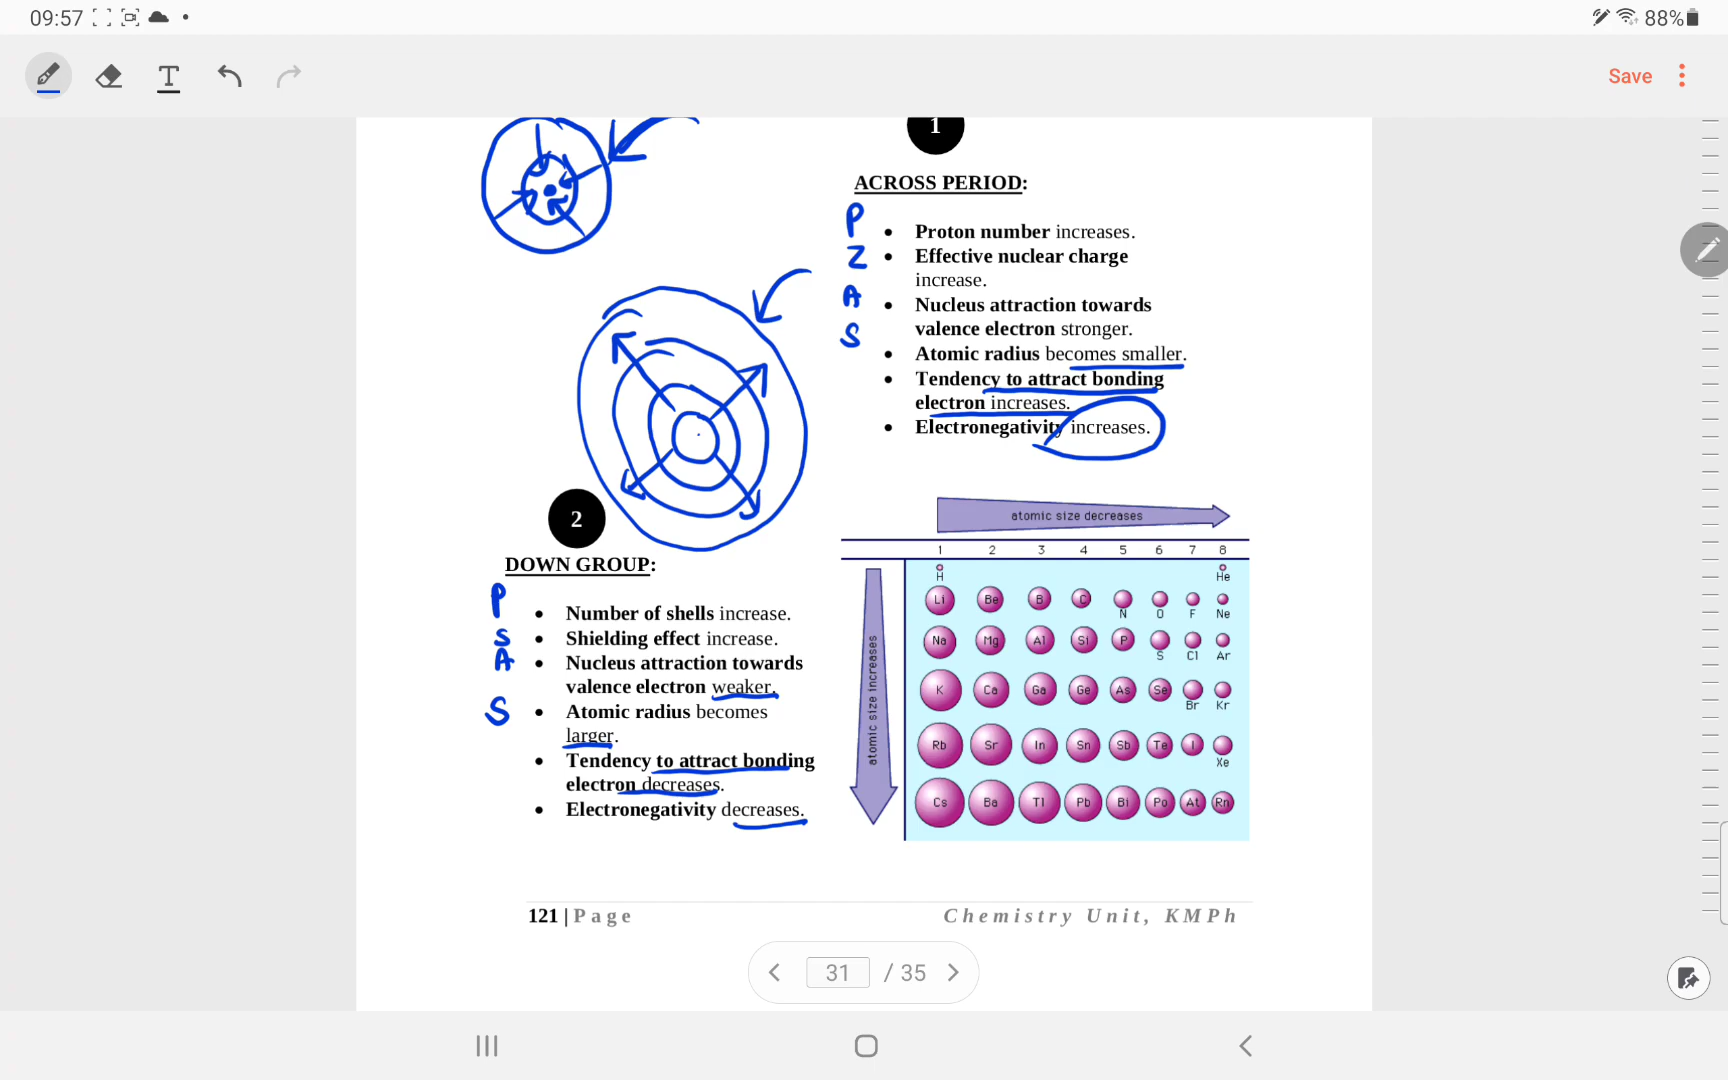 09:57
88%
T
Save
1
ACROSS PERIOD:
P
• Proton number increases.
Z
• Effective nuclear charge
increase.
A
• Nucleus attraction towards
valence electron stronger.
S
• Atomic radius becomes smaller.
• Tendency to attract bonding
electron increases.
• Electronegativity increases.
2
DOWN GROUP:
P
• Number of shells increase.
S
• Shielding effect increase.
A
• Nucleus attraction towards
valence electron weaker.
S
• Atomic radius becomes
larger.
• Tendency to attract bonding
electron decreases.
• Electronegativity decreases.
atomic size decreases
1 2 3 4 5 6 7 8
atomic size increases
H He
Li Be B C N O F Ne
Na Mg Al Si P S Cl Ar
K Ca Ga Ge As Se Br Kr
Rb Sr In Sn Sb Te I Xe
Cs Ba Tl Pb Bi Po At Rn
121 | Page
Chemistry Unit, KMPh
31 / 35